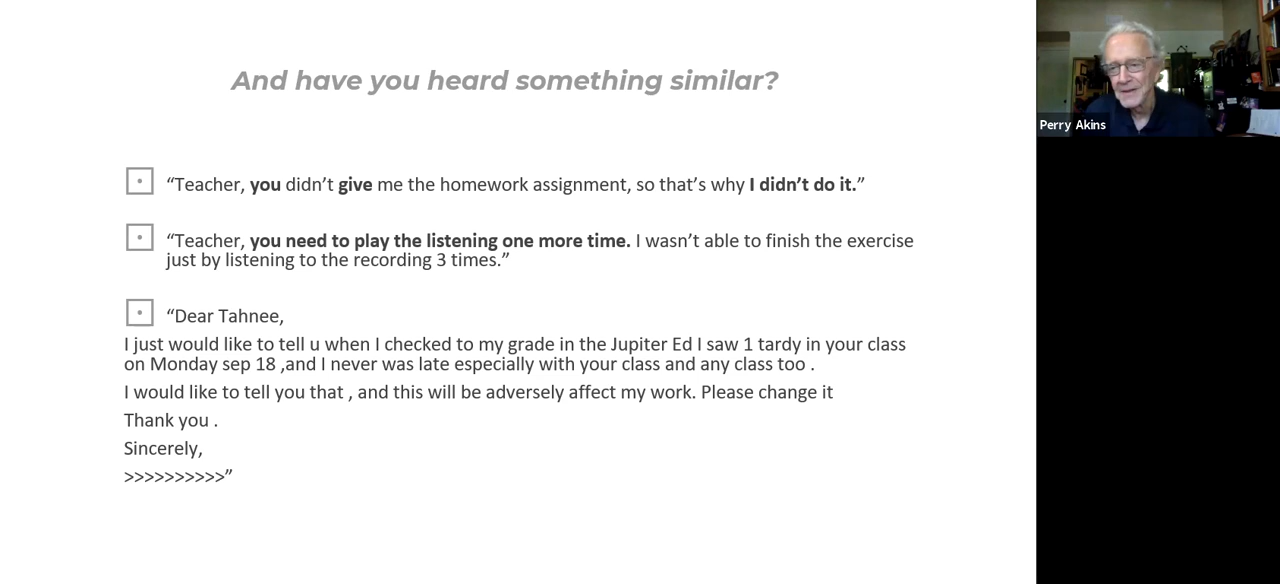 And have you heard something similar?
Perry Akins
“Teacher, you didn’t give me the homework assignment, so that’s why I didn’t do it.”
“Teacher, you need to play the listening one more time. I wasn’t able to finish the exercise
just by listening to the recording 3 times.”
“Dear Tahnee,
I just would like to tell u when I checked to my grade in the Jupiter Ed I saw 1 tardy in your class
on Monday sep 18 ,and I never was late especially with your class and any class too .
I would like to tell you that , and this will be adversely affect my work. Please change it
Thank you .
Sincerely,
>>>>>>>>>>”